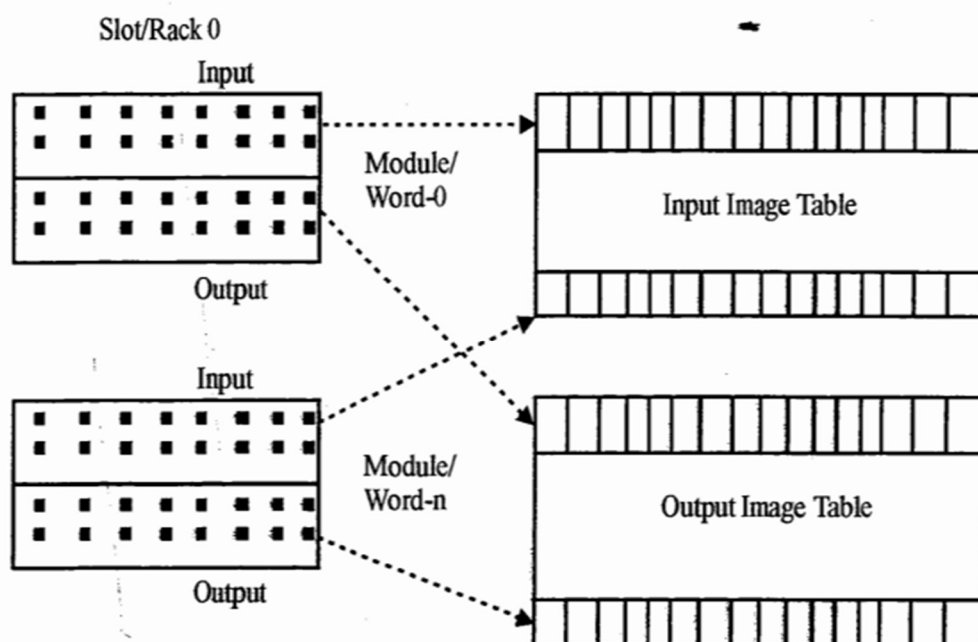 Slot/Rack 0
Input
Module/
Word-0
Input Image Table
Output
Input
Module/
Word-n
Output Image Table
Output